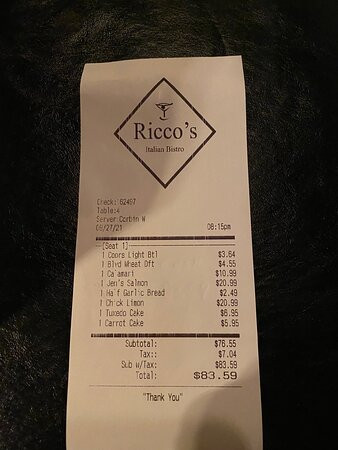 Ricco's
Italian Bistro
Check: 62497
Table: 4
Server: Corbin W
08/27/21 08:15pm
[Seat 1]
1 Coors Light Btl $3.64
1 Blvd Wheat Dft $4.55
1 Calamari $10.99
1 Jen's Salmon $20.99
1 Half Garlic Bread $2.49
1 Chick Limon $20.99
1 Tuxedo Cake $6.95
1 Carrot Cake $5.95
Subtotal: $76.55
Tax:: $7.04
Sub w/Tax: $83.59
Total: $83.59
"Thank You"